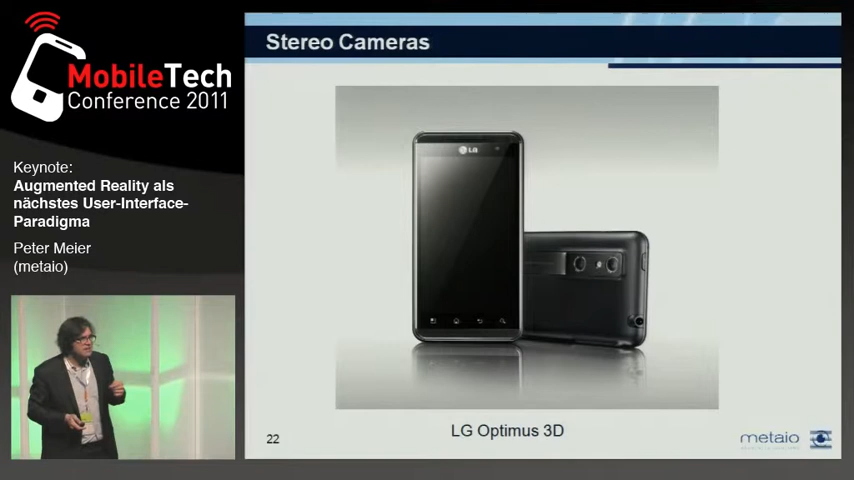 MobileTech
Conference 2011
Keynote:
Augmented Reality als
nächstes User-Interface-
Paradigma
Peter Meier
(metaio)
Stereo Cameras
LG
LG Optimus 3D
22
metaio